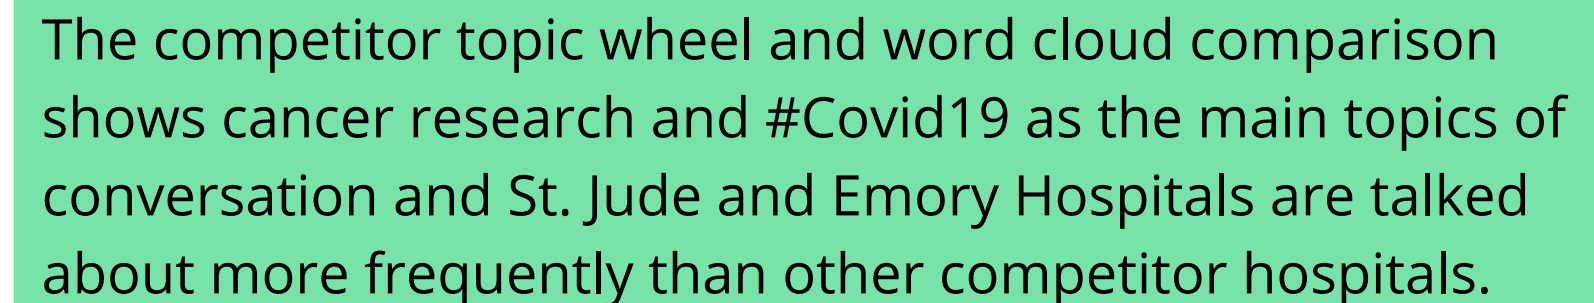 The competitor topic wheel and word cloud comparison
shows cancer research and #Covid19 as the main topics of
conversation and St. Jude and Emory Hospitals are talked
about more frequently than other competitor hospitals.